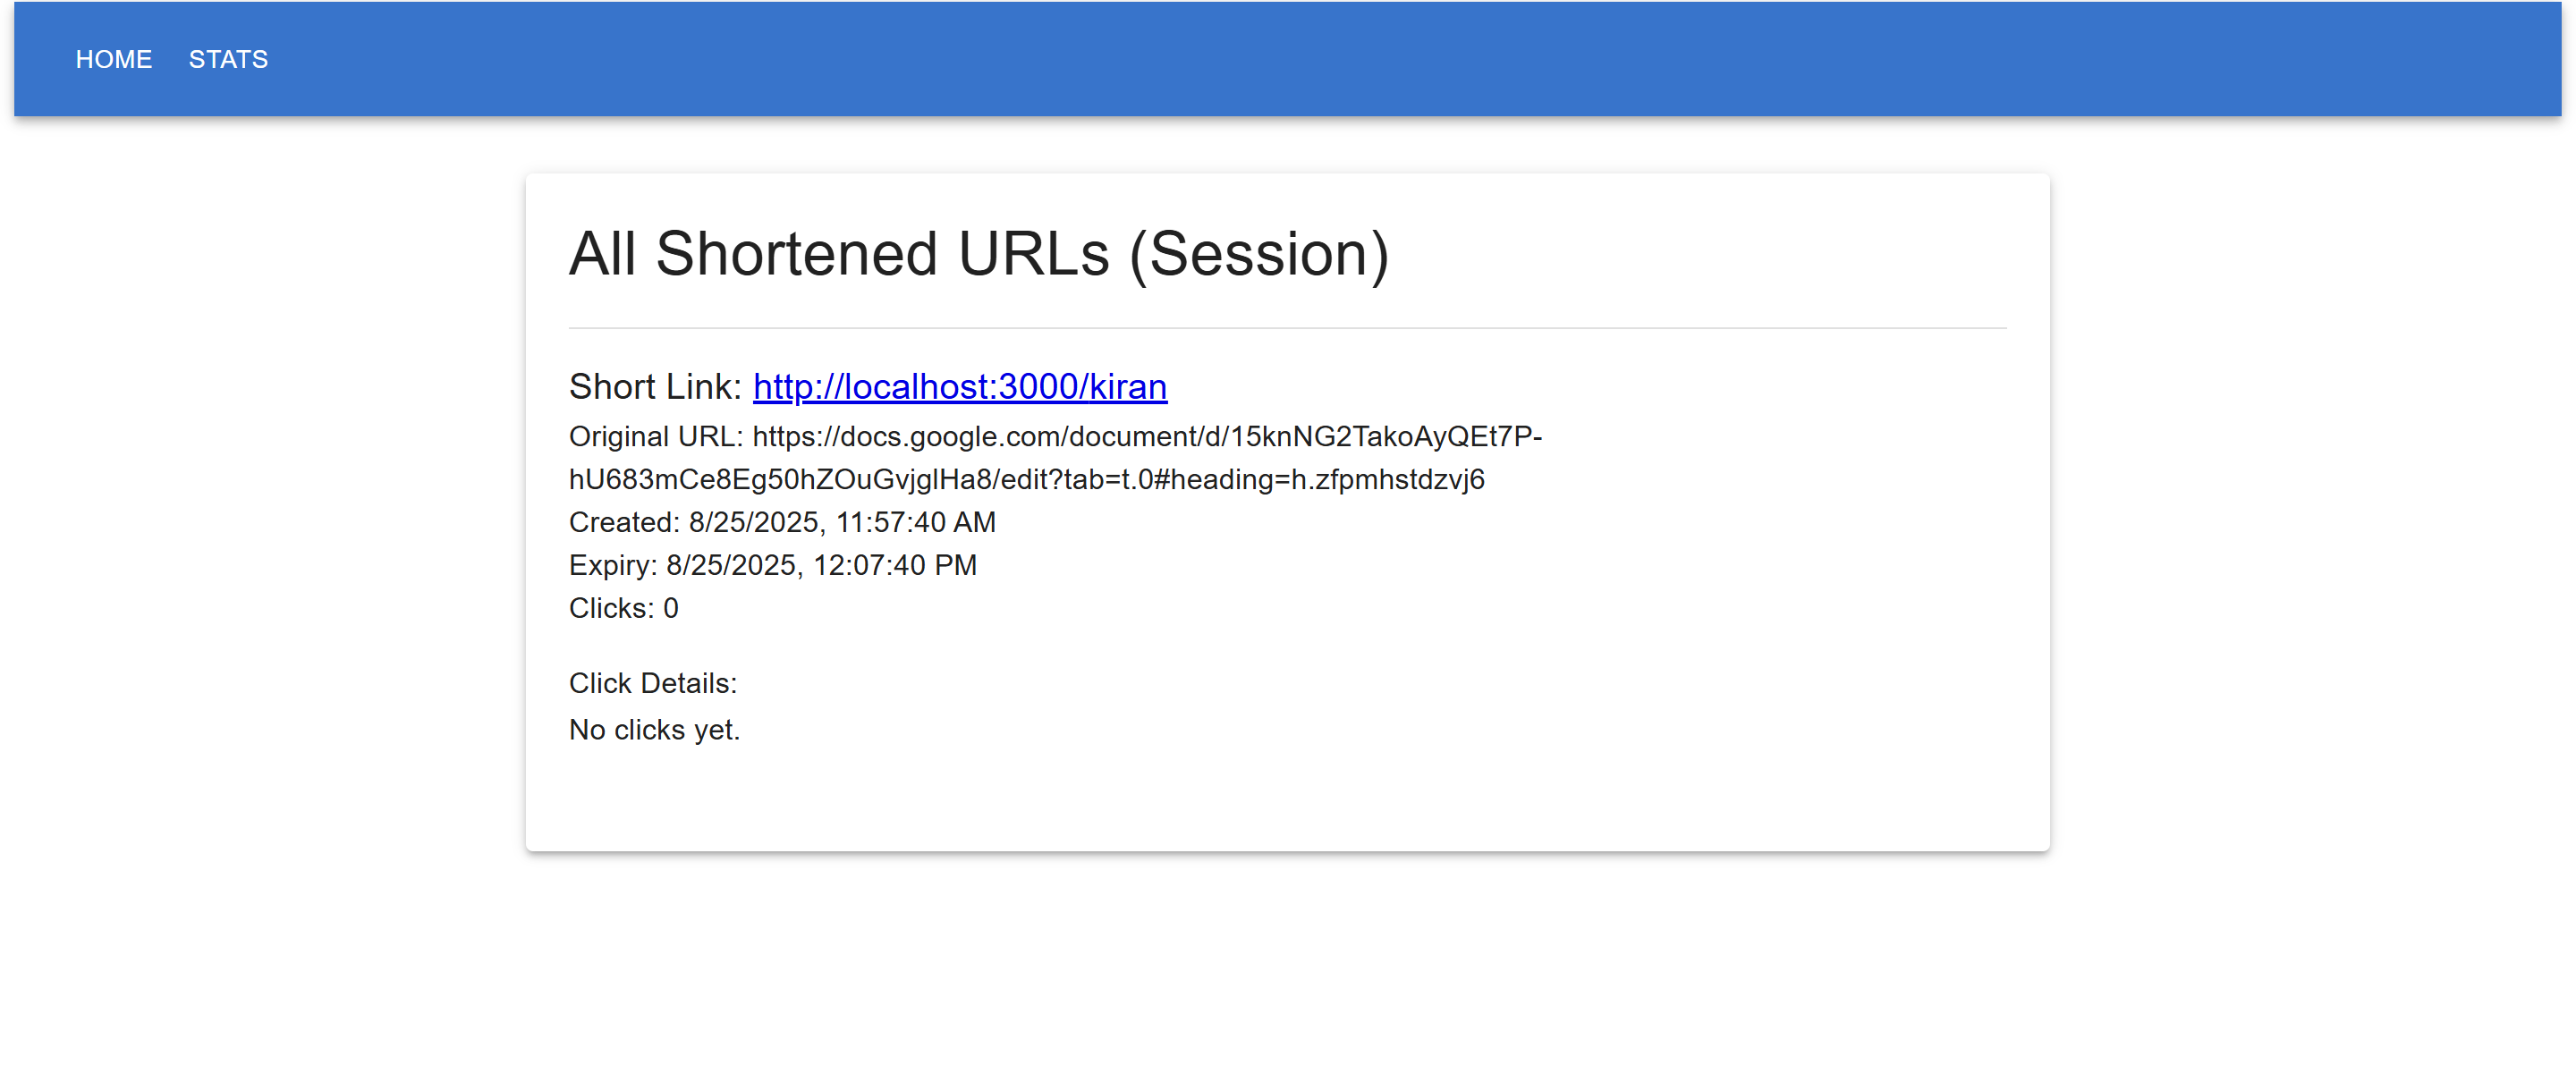 HOME STATS
All Shortened URLs (Session)
Short Link: http://localhost:3000/kiran
Original URL: https://docs.google.com/document/d/15knNG2TakoAyQEt7P-
hU683mCe8Eg50hZOuGvjglHa8/edit?tab=t.0#heading=h.zfpmhstdzvj6
Created: 8/25/2025, 11:57:40 AM
Expiry: 8/25/2025, 12:07:40 PM
Clicks: 0
Click Details:
No clicks yet.